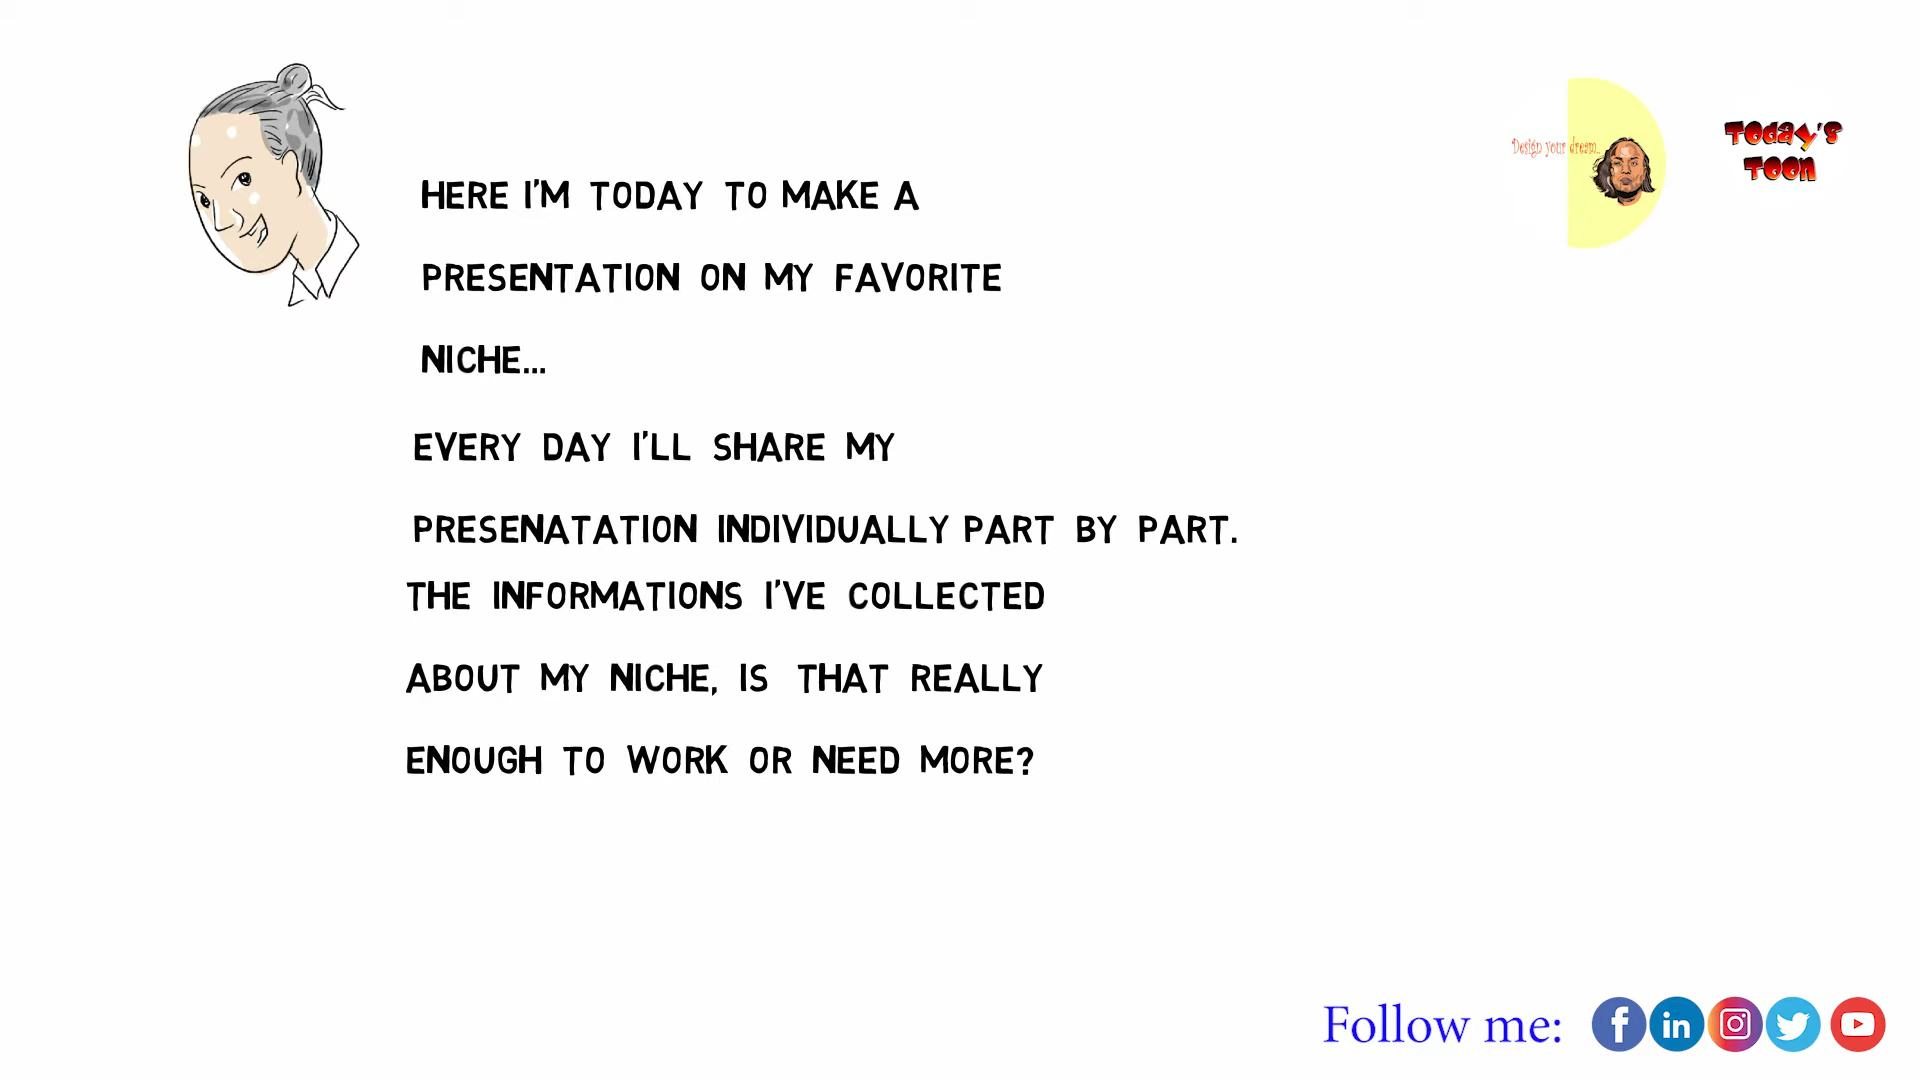 HERE I'M TODAY TO MAKE A
PRESENTATION ON MY FAVORITE
NICHE...
EVERY DAY I'LL SHARE MY
PRESENATATION INDIVIDUALLY PART BY PART.
THE INFORMATIONS I'VE COLLECTED
ABOUT MY NICHE, IS THAT REALLY
ENOUGH TO WORK OR NEED MORE?
Design your dream..
Today's
Toon
Follow me: